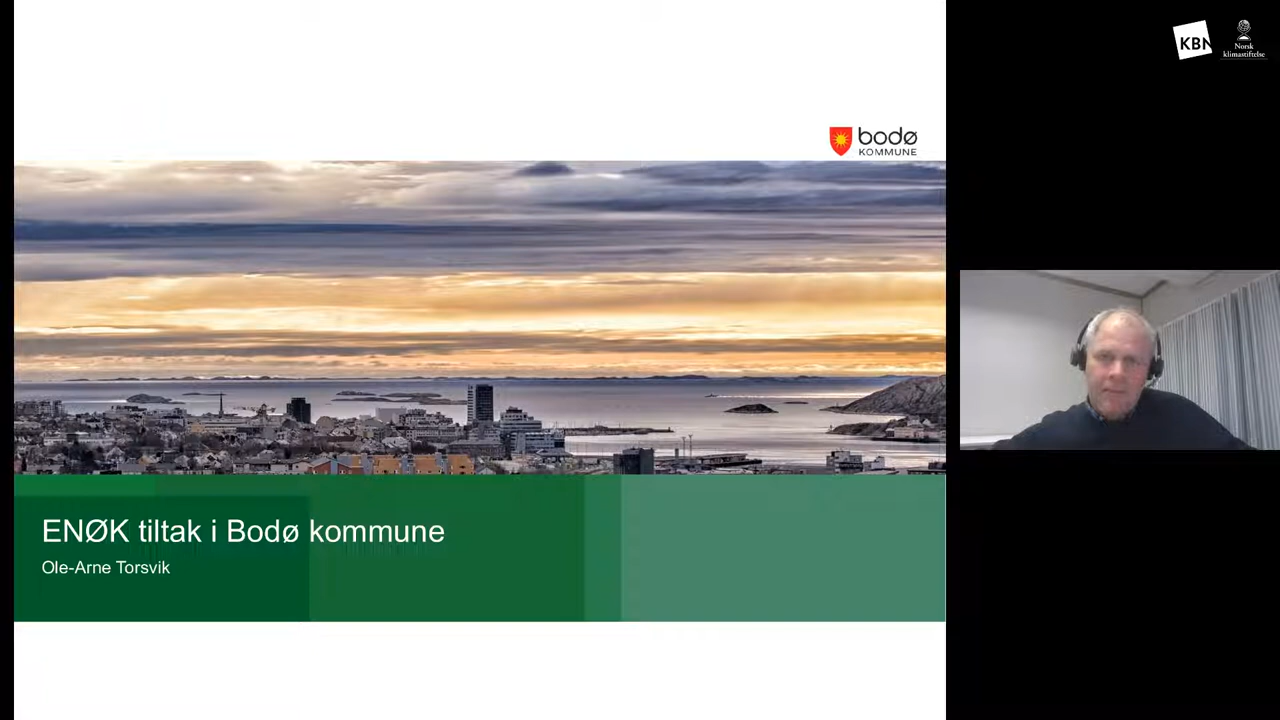 KBN
Norsk
klimastiftelse
bodø
KOMMUNE
ENØK tiltak i Bodø kommune
Ole-Arne Torsvik